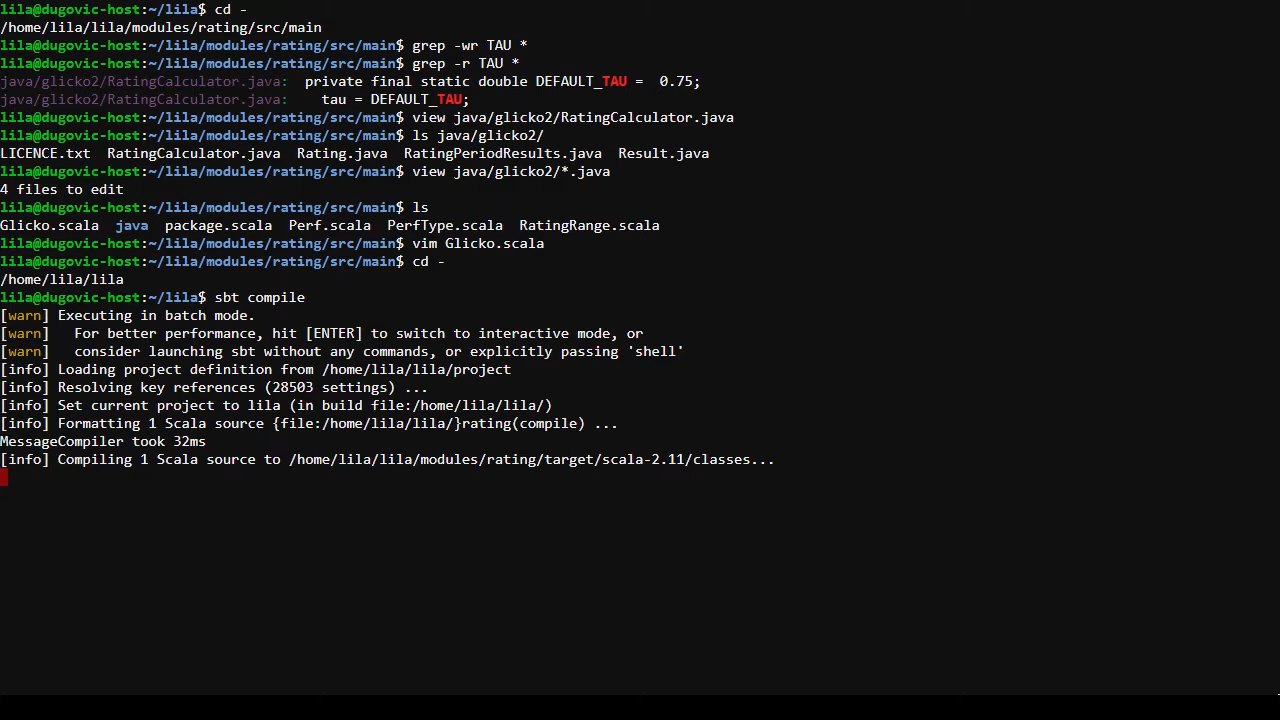 lila@dugovic-host:~/lila$ cd -
/home/lila/lila/modules/rating/src/main
lila@dugovic-host:~/lila/modules/rating/src/main$ grep -wr TAU *
lila@dugovic-host:~/lila/modules/rating/src/main$ grep -r TAU *
java/glicko2/RatingCalculator.java:  private final static double DEFAULT_TAU =  0.75;
java/glicko2/RatingCalculator.java:    tau = DEFAULT_TAU;
lila@dugovic-host:~/lila/modules/rating/src/main$ view java/glicko2/RatingCalculator.java
lila@dugovic-host:~/lila/modules/rating/src/main$ ls java/glicko2/
LICENCE.txt  RatingCalculator.java  Rating.java  RatingPeriodResults.java  Result.java
lila@dugovic-host:~/lila/modules/rating/src/main$ view java/glicko2/*.java
4 files to edit
lila@dugovic-host:~/lila/modules/rating/src/main$ ls
Glicko.scala  java  package.scala  Perf.scala  PerfType.scala  RatingRange.scala
lila@dugovic-host:~/lila/modules/rating/src/main$ vim Glicko.scala
lila@dugovic-host:~/lila/modules/rating/src/main$ cd -
/home/lila/lila
lila@dugovic-host:~/lila$ sbt compile
[warn] Executing in batch mode.
[warn]   For better performance, hit [ENTER] to switch to interactive mode, or
[warn]   consider launching sbt without any commands, or explicitly passing 'shell'
[info] Loading project definition from /home/lila/lila/project
[info] Resolving key references (28503 settings) ...
[info] Set current project to lila (in build file:/home/lila/lila/)
[info] Formatting 1 Scala source {file:/home/lila/lila/}rating(compile) ...
MessageCompiler took 32ms
[info] Compiling 1 Scala source to /home/lila/lila/modules/rating/target/scala-2.11/classes...